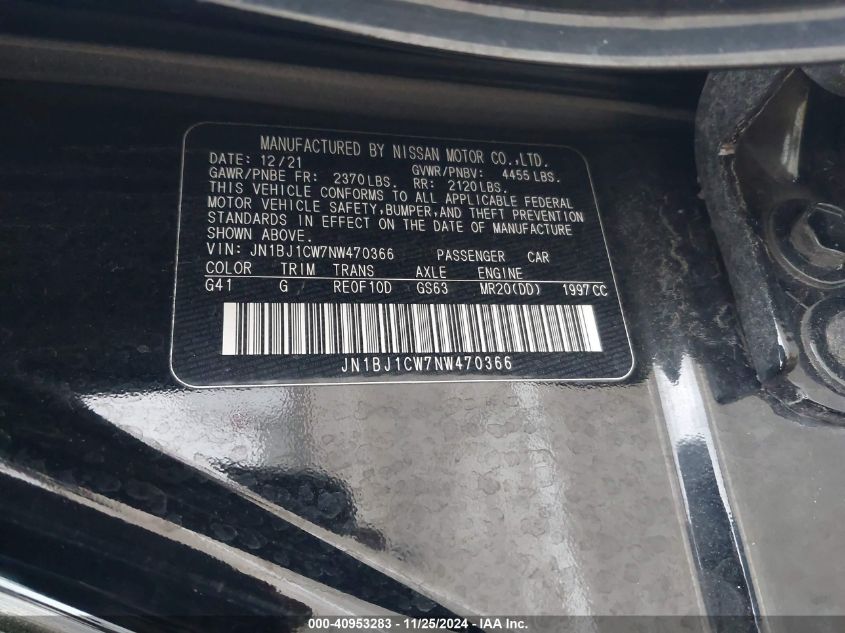 MANUFACTURED BY NISSAN MOTOR CO.,LTD.
DATE: 12/21 GVWR/PNBV: 4455 LBS.
GAWR/PNBE FR: 2370LBS. RR: 2120LBS.
THIS VEHICLE CONFORMS TO ALL APPLICABLE FEDERAL
MOTOR VEHICLE SAFETY,BUMPER,AND THEFT PREVENTION
STANDARDS IN EFFECT ON THE DATE OF MANUFACTURE
SHOWN ABOVE.
VIN: JN1BJ1CW7NW470366 PASSENGER CAR
COLOR TRIM TRANS AXLE ENGINE
G41 G RE0F10D GS63 MR20(DD) 1997CC
JN1BJ1CW7NW470366
000-40953283 - 11/25/2024 - IAA Inc.